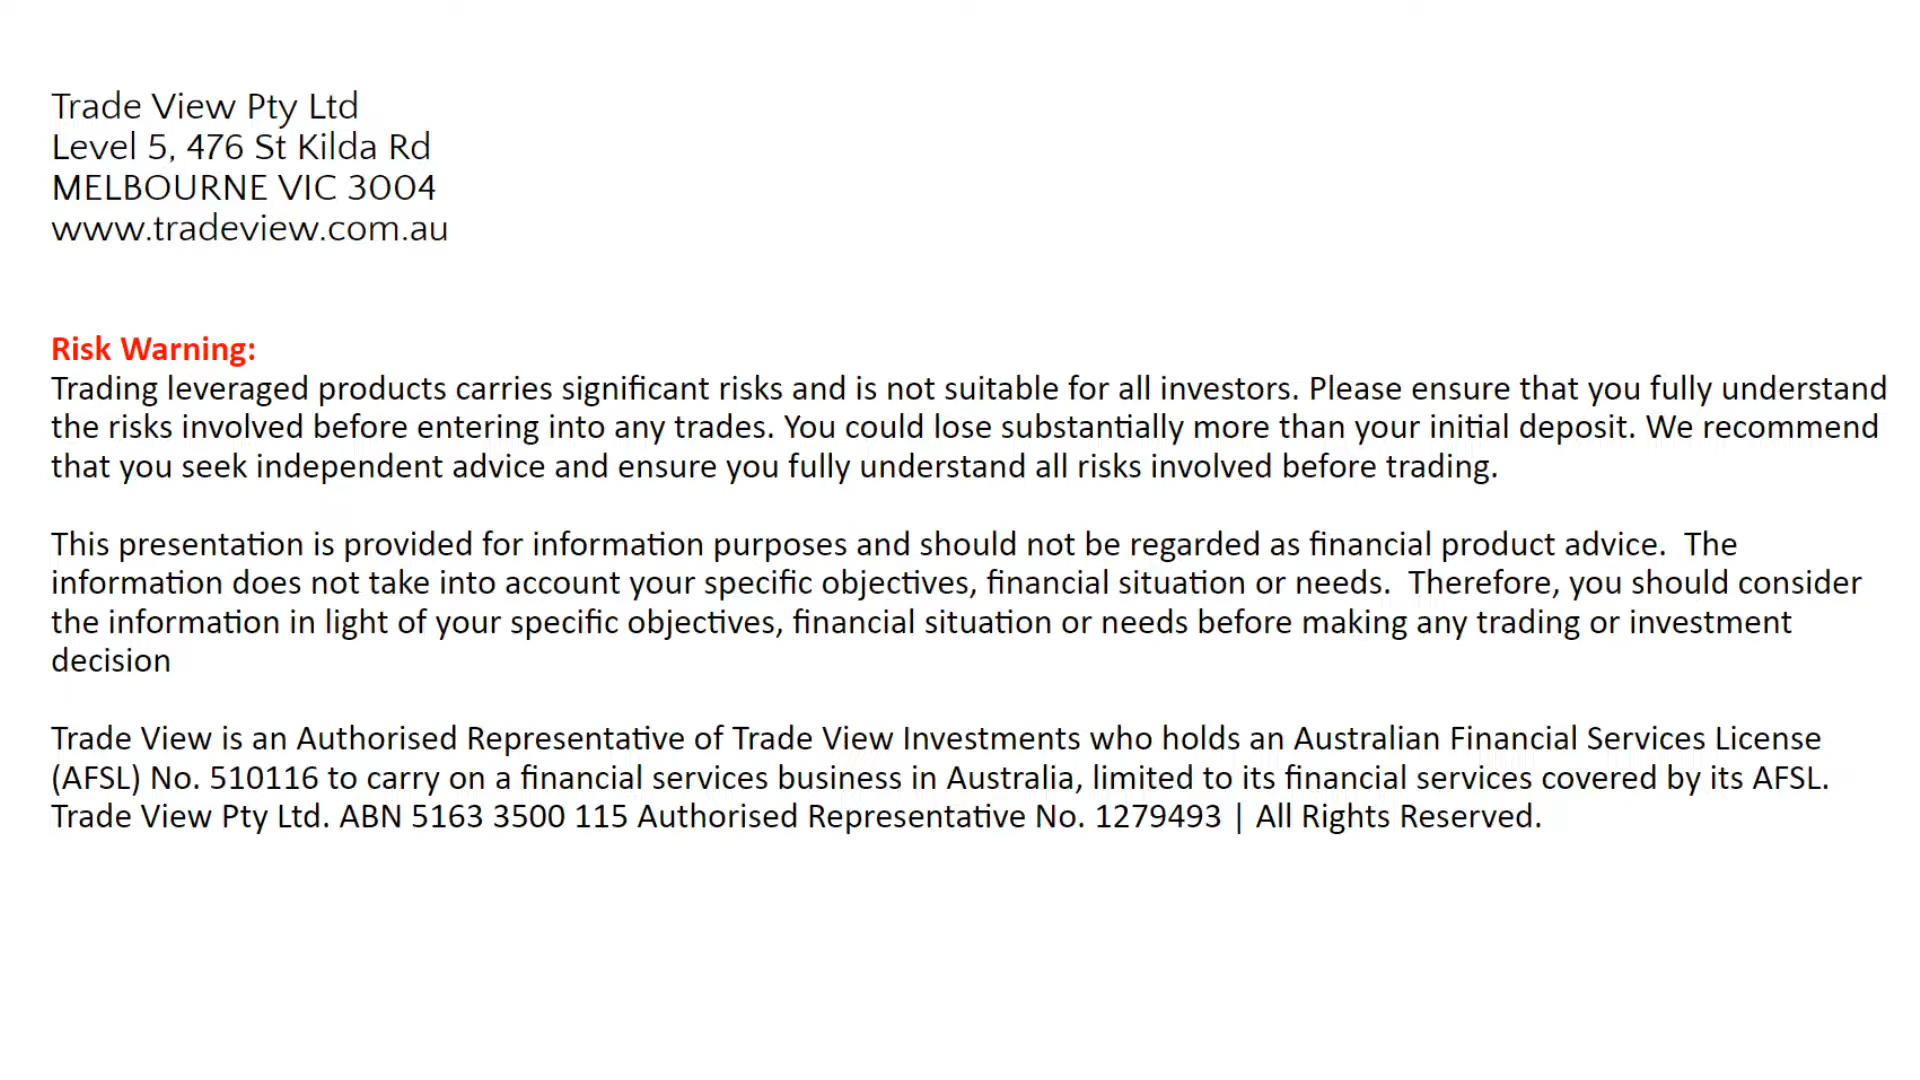 Trade View Pty Ltd
Level 5, 476 St Kilda Rd
MELBOURNE VIC 3004
www.tradeview.com.au
Risk Warning:
Trading leveraged products carries significant risks and is not suitable for all investors. Please ensure that you fully understand
the risks involved before entering into any trades. You could lose substantially more than your initial deposit. We recommend
that you seek independent advice and ensure you fully understand all risks involved before trading.
This presentation is provided for information purposes and should not be regarded as financial product advice.  The
information does not take into account your specific objectives, financial situation or needs.  Therefore, you should consider
the information in light of your specific objectives, financial situation or needs before making any trading or investment
decision
Trade View is an Authorised Representative of Trade View Investments who holds an Australian Financial Services License
(AFSL) No. 510116 to carry on a financial services business in Australia, limited to its financial services covered by its AFSL.
Trade View Pty Ltd. ABN 5163 3500 115 Authorised Representative No. 1279493 | All Rights Reserved.